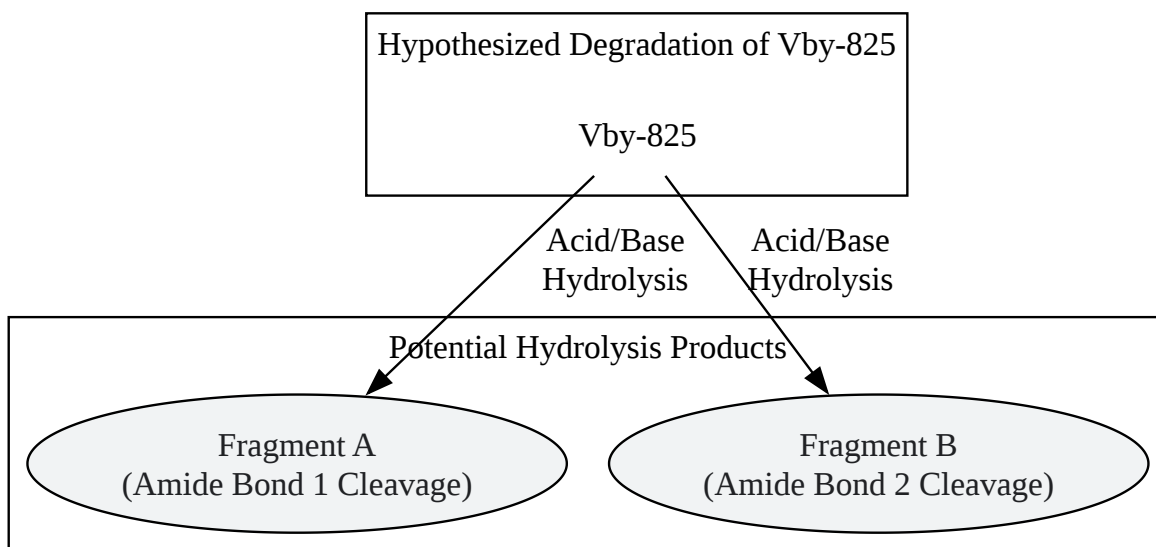 Hypothesized Degradation of Vby-825
Vby-825
Acid/Base
Hydrolysis
Acid/Base
Hydrolysis
Potential Hydrolysis Products
Fragment A
(Amide Bond 1 Cleavage)
Fragment B
(Amide Bond 2 Cleavage)